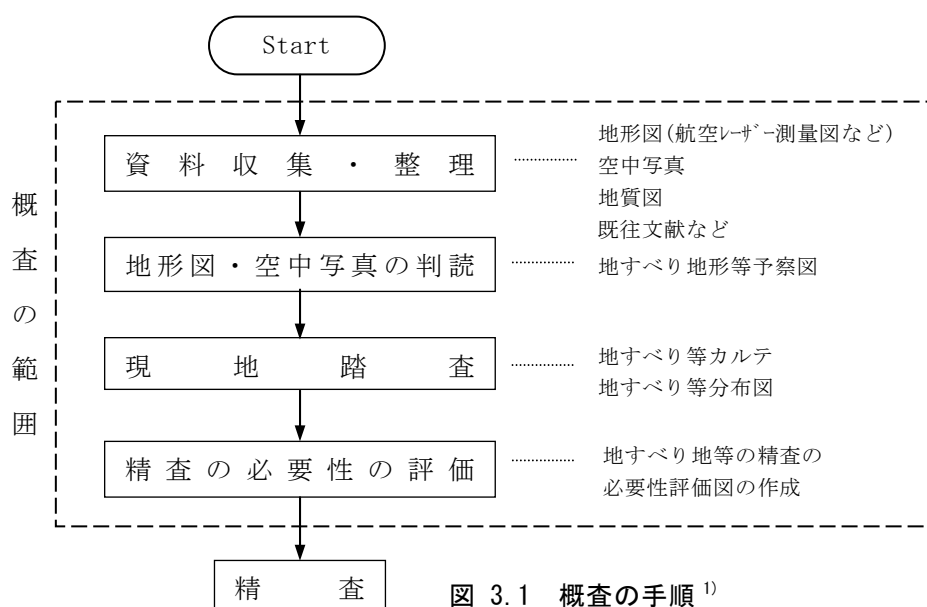 Start
概査の範囲
資料収集・整理
地形図(航空ﾚｰｻﾞｰ測量図など)
空中写真
地質図
既往文献など
地形図・空中写真の判読
地すべり地形等予察図
現地踏査
地すべり等カルテ
地すべり等分布図
精査の必要性の評価
地すべり地等の精査の
必要性評価図の作成
精査
図 3.1 概査の手順 1)